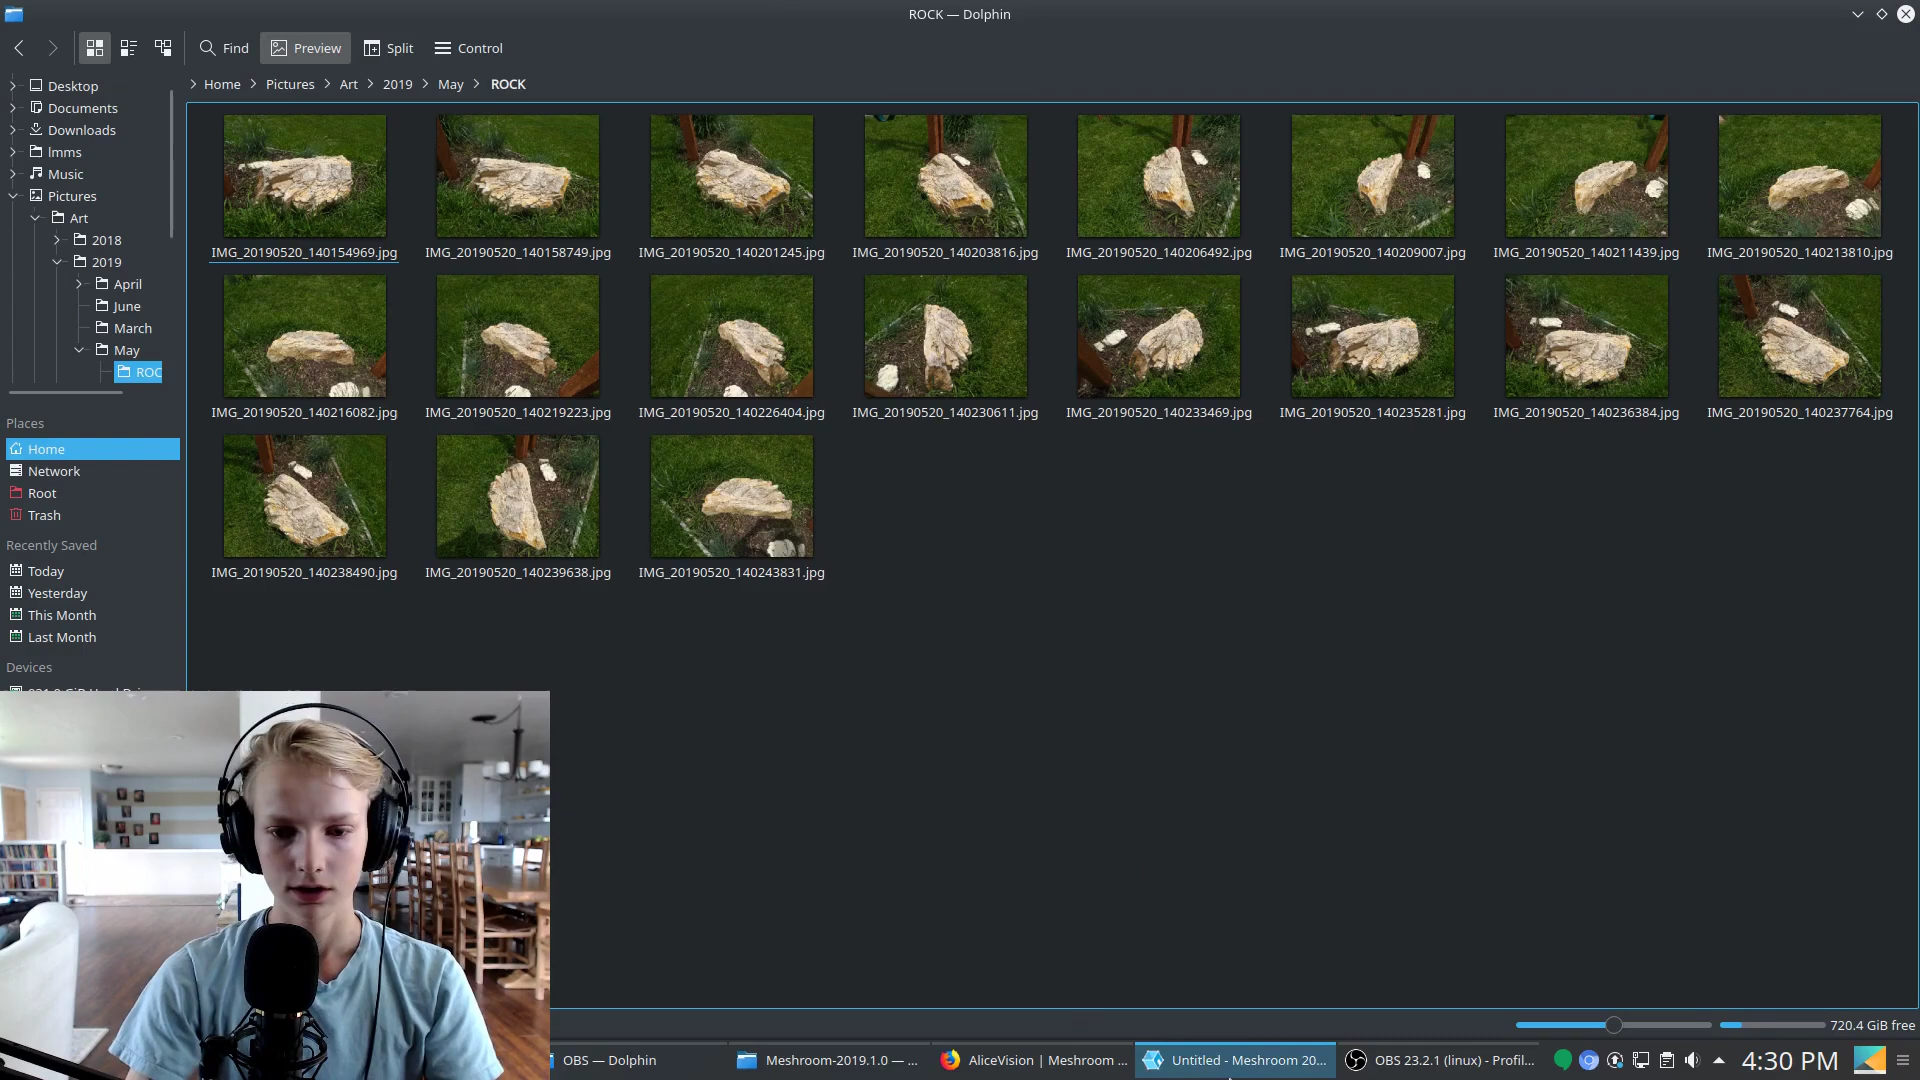 ROCK — Dolphin
Find
Preview
Split
Control
Home
Pictures
Art
2019
May
ROCK
Desktop
Documents
Downloads
lmms
Music
Pictures
Art
2018
2019
April
June
March
May
ROC
Places
Home
Network
Root
Trash
Recently Saved
Today
Yesterday
This Month
Last Month
Devices
IMG_20190520_140154969.jpg
IMG_20190520_140158749.jpg
IMG_20190520_140201245.jpg
IMG_20190520_140203816.jpg
IMG_20190520_140206492.jpg
IMG_20190520_140209007.jpg
IMG_20190520_140211439.jpg
IMG_20190520_140213810.jpg
IMG_20190520_140216082.jpg
IMG_20190520_140219223.jpg
IMG_20190520_140226404.jpg
IMG_20190520_140230611.jpg
IMG_20190520_140233469.jpg
IMG_20190520_140235281.jpg
IMG_20190520_140236384.jpg
IMG_20190520_140237764.jpg
IMG_20190520_140238490.jpg
IMG_20190520_140239638.jpg
IMG_20190520_140243831.jpg
720.4 GiB free
OBS — Dolphin
Meshroom-2019.1.0 — ...
AliceVision | Meshroom ...
Untitled - Meshroom 20...
OBS 23.2.1 (linux) - Profil...
4:30 PM